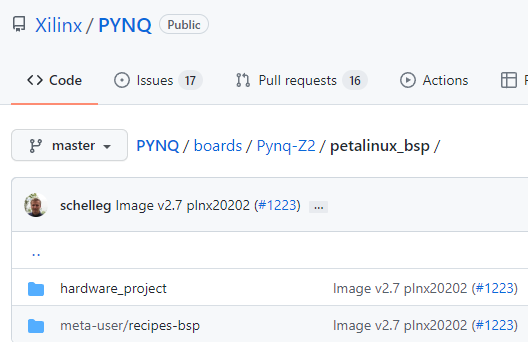 Xilinx / PYNQ Public
Code Issues 17 Pull requests 16 Actions
master PYNQ / boards / Pynq-Z2 / petalinux_bsp /
schelleg Image v2.7 plnx20202 (#1223) ...
..
hardware_project Image v2.7 plnx20202 (#1223)
meta-user/recipes-bsp Image v2.7 plnx20202 (#1223)